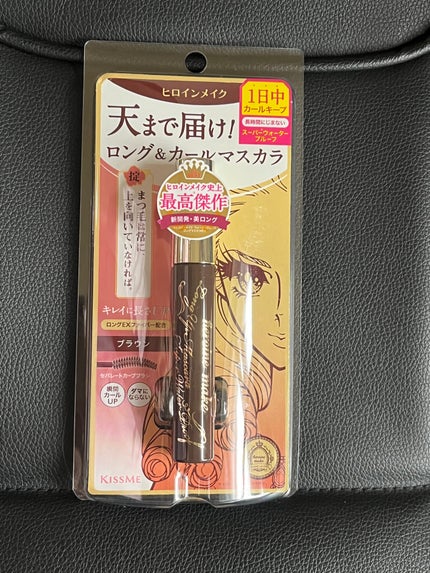 ヒロインメイク
1日中
カールキープ
長時間にじまない
スーパーウォーター
プルーフ
天まで届け!
ロング&カールマスカラ
掟
まつ毛は常に、
上を向いていなければ。
ヒロインメイク史上
最高傑作
新開発・美ロング
キレイに長さ
ロングEXファイバー配合
ブラウン
セパレートカーブブラシ
瞬間
カール
UP
ダマに
ならない
heroine make
Long Up Mascara
KISSME